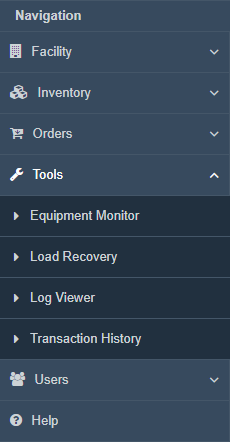 Navigation
Facility
Inventory
Orders
Tools
Equipment Monitor
Load Recovery
Log Viewer
Transaction History
Users
Help